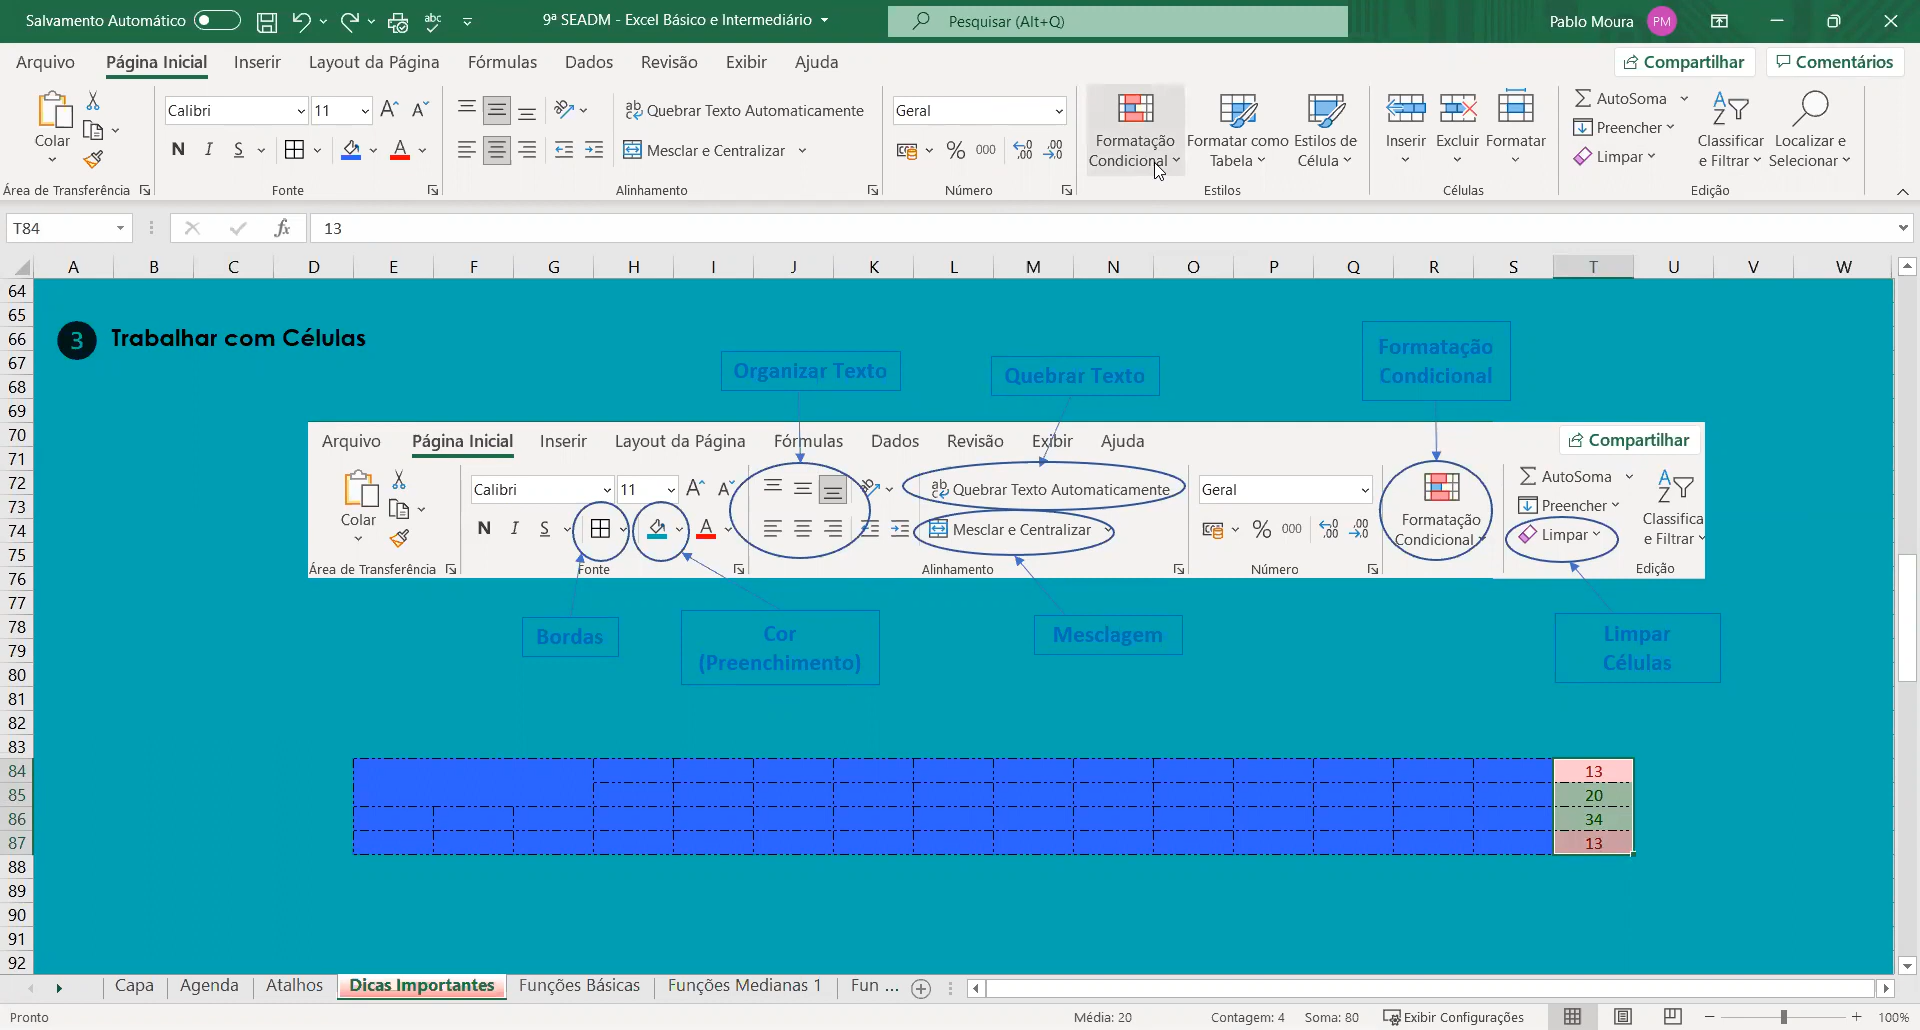 Salvamento Automático
abc
9ª SEADM - Excel Básico e Intermediário
Pesquisar (Alt+Q)
Pablo Moura
PM
Arquivo Página Inicial Inserir Layout da Página Fórmulas Dados Revisão Exibir Ajuda
Compartilhar Comentários
Colar
Calibri 11
N I S A
Quebrar Texto Automaticamente
Mesclar e Centralizar
Geral
% 000
Formatação Condicional
Formatar como Tabela
Estilos de Célula
Inserir Excluir Formatar
AutoSoma
Preencher
Limpar
Classificar e Filtrar
Localizar e Selecionar
Área de Transferência Fonte Alinhamento Número Estilos Células Edição
T84 fx 13
A B C D E F G H I J K L M N O P Q R S T U V W
64
65
66
67
68
69
70
71
72
73
74
75
76
77
78
79
80
81
82
83
84
85
86
87
88
89
90
91
92
3 Trabalhar com Células
Organizar Texto
Quebrar Texto
Formatação
Condicional
Arquivo Página Inicial Inserir Layout da Página Fórmulas Dados Revisão Exibir Ajuda
Compartilhar
Colar
Calibri 11
N I S A
Quebrar Texto Automaticamente
Mesclar e Centralizar
Geral
% 000
Formatação
Condicional
AutoSoma
Preencher
Limpar
Classifica
e Filtrar
Área de Transferência Fonte Alinhamento Número Edição
Bordas
Cor
(Preenchimento)
Mesclagem
Limpar
Células
13
20
34
13
Capa Agenda Atalhos Dicas Importantes Funções Básicas Funções Medianas 1 Fun ...
Pronto
Média: 20 Contagem: 4 Soma: 80 Exibir Configurações 100%